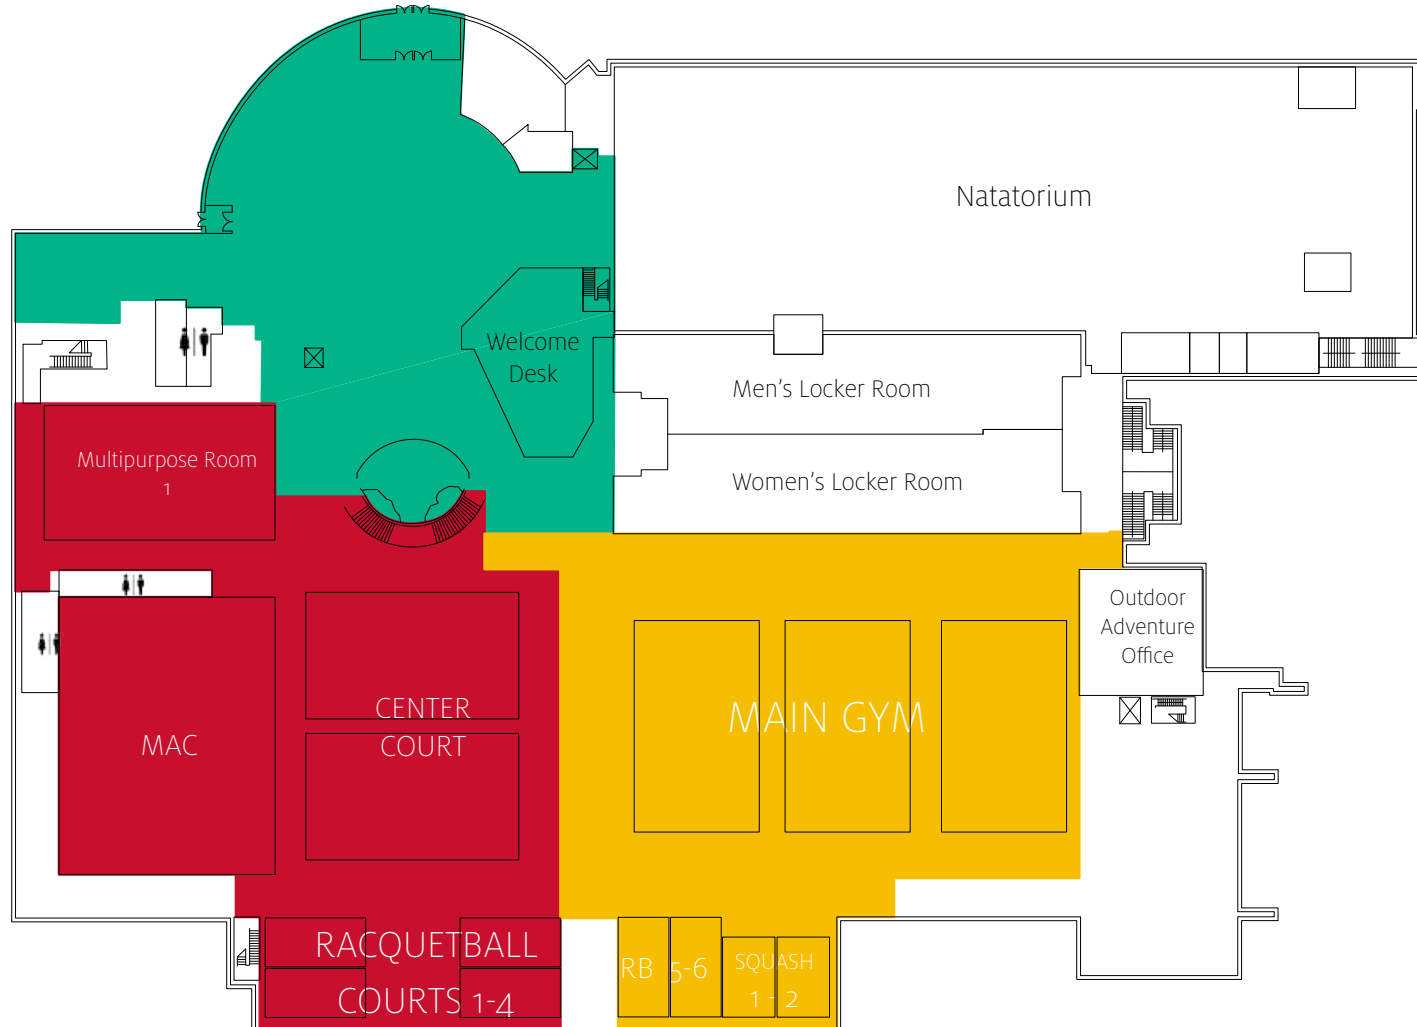 Natatorium
Welcome
Desk
Men's Locker Room
Multipurpose Room
1
Women's Locker Room
Outdoor
Adventure
Office
CENTER
COURT
MAC
MAIN GYM
RACQUETBALL
COURTS 1-4
RB 5-6
SQUASH
1 - 2